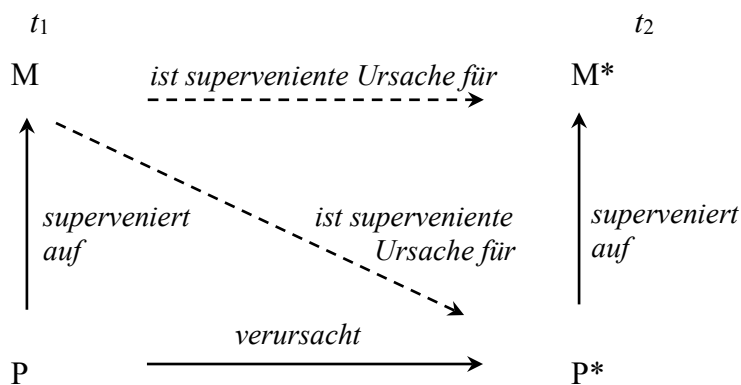 t₁ t₂
M ist superveniente Ursache für M*
superveniert
auf
ist superveniente
Ursache für
superveniert
auf
verursacht
P P*